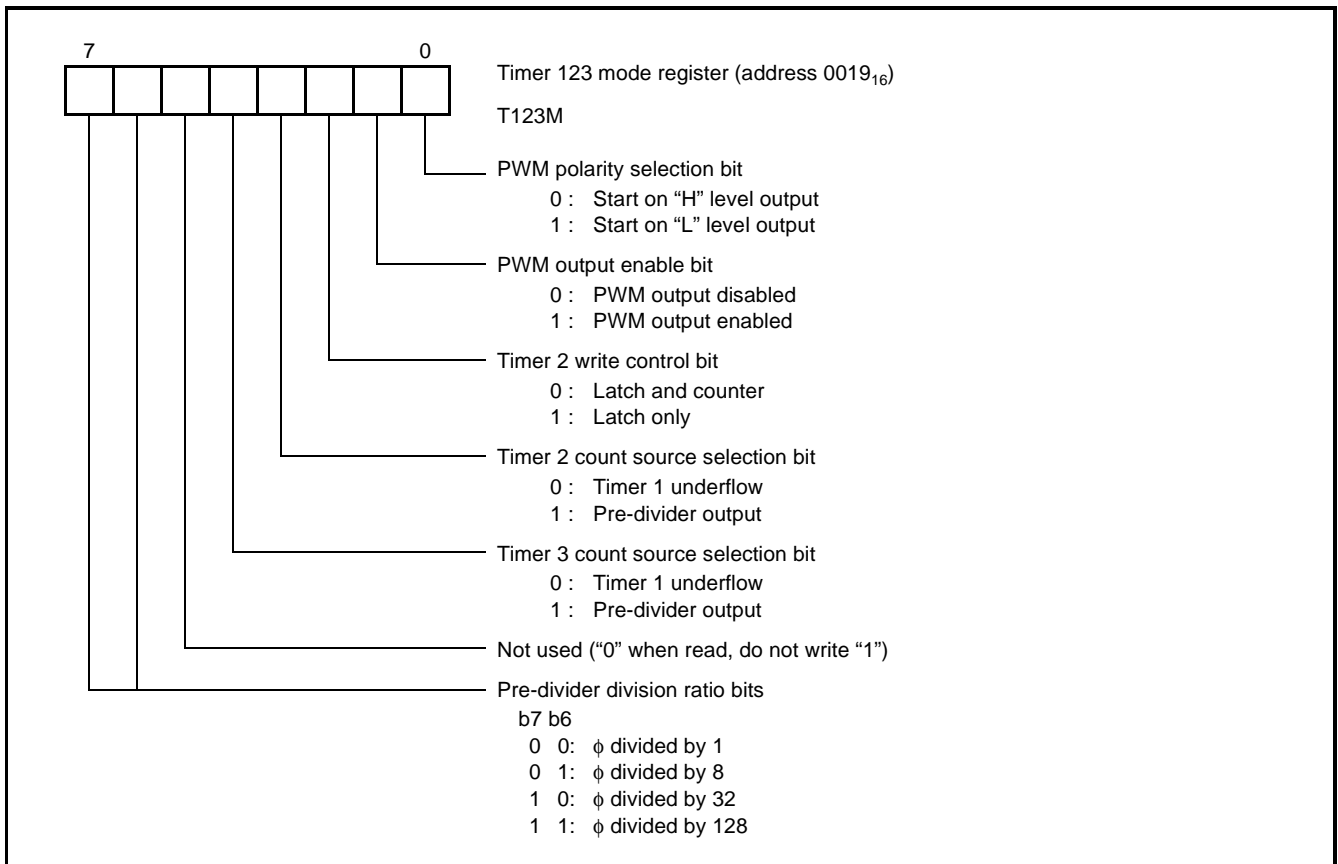 7 0
Timer 123 mode register (address 0019₁₆)
T123M
PWM polarity selection bit
0 : Start on “H” level output
1 : Start on “L” level output
PWM output enable bit
0 : PWM output disabled
1 : PWM output enabled
Timer 2 write control bit
0 : Latch and counter
1 : Latch only
Timer 2 count source selection bit
0 : Timer 1 underflow
1 : Pre-divider output
Timer 3 count source selection bit
0 : Timer 1 underflow
1 : Pre-divider output
Not used (“0” when read, do not write “1”)
Pre-divider division ratio bits
b7 b6
0 0: ϕ divided by 1
0 1: ϕ divided by 8
1 0: ϕ divided by 32
1 1: ϕ divided by 128